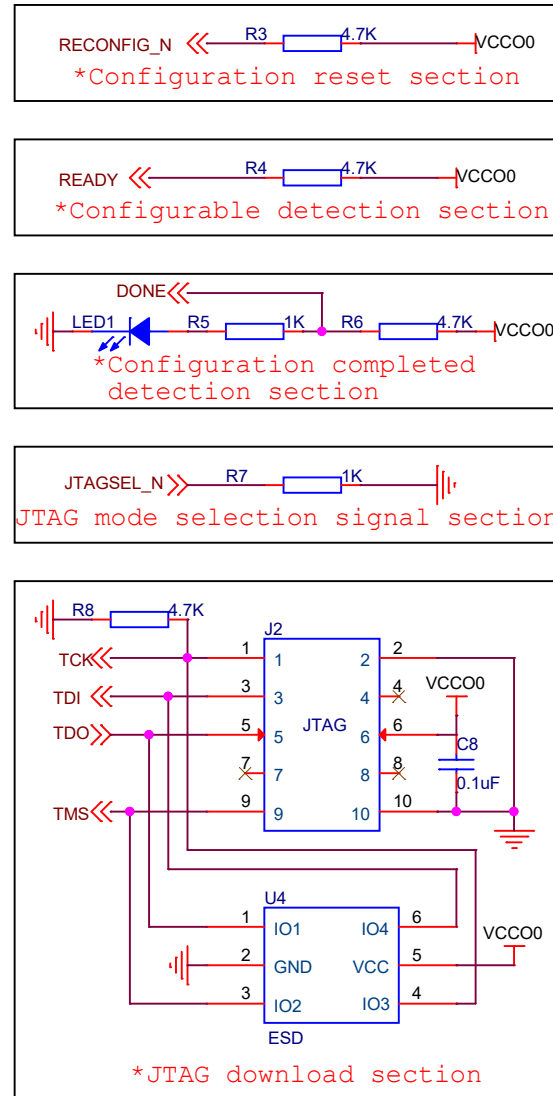 RECONFIG_N R3 4.7K VCCO0
*Configuration reset section
READY R4 4.7K VCCO0
*Configurable detection section
DONE
LED1 R5 1K R6 4.7K VCCO0
*Configuration completed
detection section
JTAGSEL_N R7 1K
JTAG mode selection signal section
R8 4.7K
J2
TCK 1 1 2 2
TDI 3 3 4 4 VCCO0
TDO 5 5 JTAG 6 6
C8
7 7 8 8 0.1uF
TMS 9 9 10 10
U4
1 IO1 IO4 6
2 GND VCC 5 VCCO0
3 IO2 IO3 4
ESD
*JTAG download section